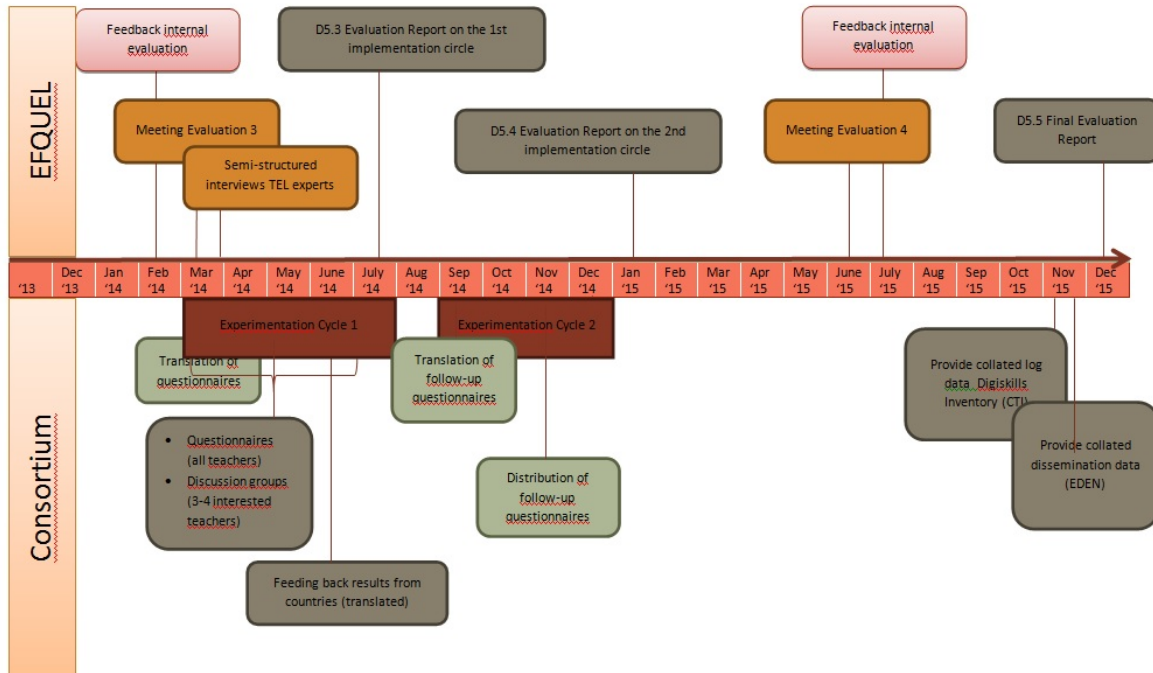 EFQUEL
Feedback internal
evaluation
D5.3 Evaluation Report on the 1st
implementation circle
Feedback internal
evaluation
Meeting Evaluation 3
Semi-structured
interviews TEL experts
D5.4 Evaluation Report on the 2nd
implementation circle
Meeting Evaluation 4
D5.5 Final Evaluation
Report
Dec Jan Feb Mar Apr May June July Aug Sep Oct Nov Dec Jan Feb Mar Apr May June July Aug Sep Oct Nov Dec
'13 '13 '14 '14 '14 '14 '14 '14 '14 '14 '14 '14 '14 '14 '15 '15 '15 '15 '15 '15 '15 '15 '15 '15 '15 '15
Consortium
Experimentation Cycle 1
Experimentation Cycle 2
Translation of
questionnaires
Translation of
follow-up
questionnaires
• Questionnaires
(all teachers)
• Discussion groups
(3-4 interested
teachers)
Distribution of
follow-up
questionnaires
Feeding back results from
countries (translated)
Provide collated log
data Digiskills
Inventory (CTI)
Provide collated
dissemination data
(EDEN)